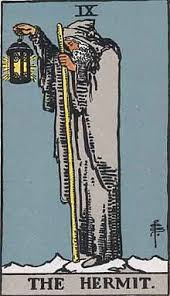 IX
THE HERMIT.